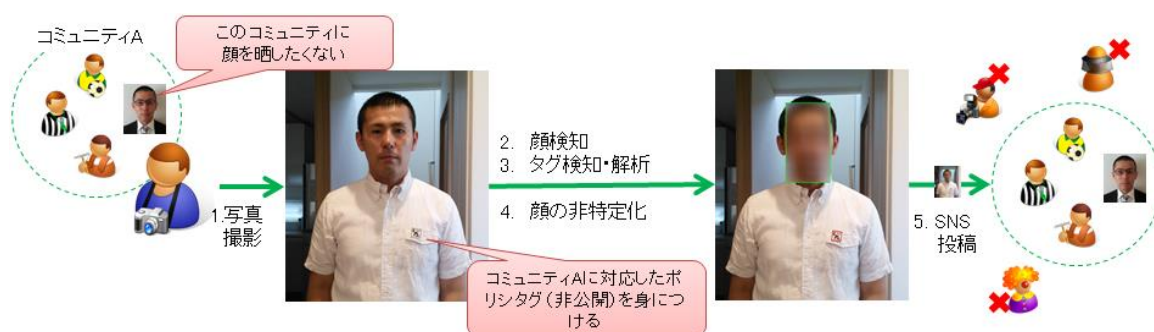 コミュニティA
このコミュニティに
顔を晒したくない
1.写真
撮影
2. 顔検知
3. タグ検知・解析
4. 顔の非特定化
コミュニティAに対応したポ
リシタグ(非公開)を身につ
ける
5. SNS
投稿